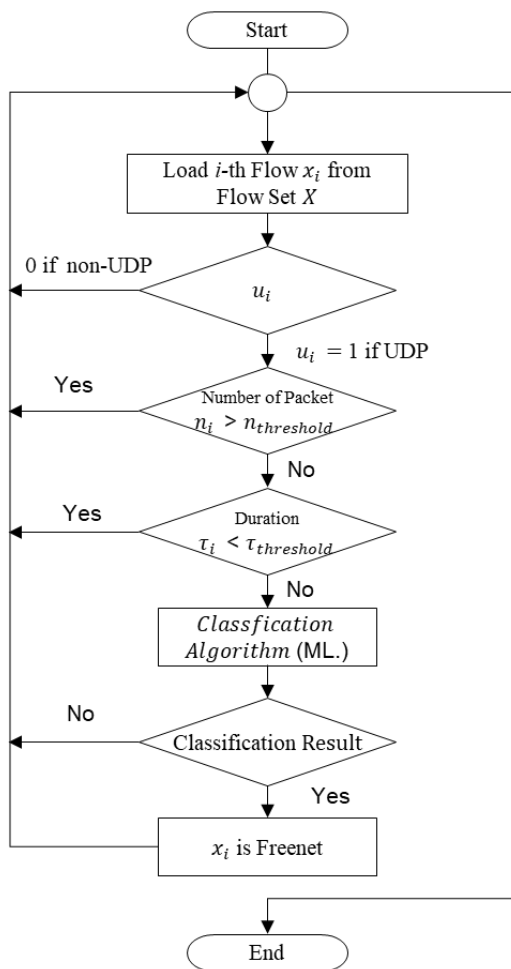 Start
Load i-th Flow x_i from
Flow Set X
0 if non-UDP
u_i
u_i = 1 if UDP
Yes
Number of Packet
n_i > n_threshold
No
Yes
Duration
τ_i < τ_threshold
No
Classfication
Algorithm (ML.)
No
Classification Result
Yes
x_i is Freenet
End